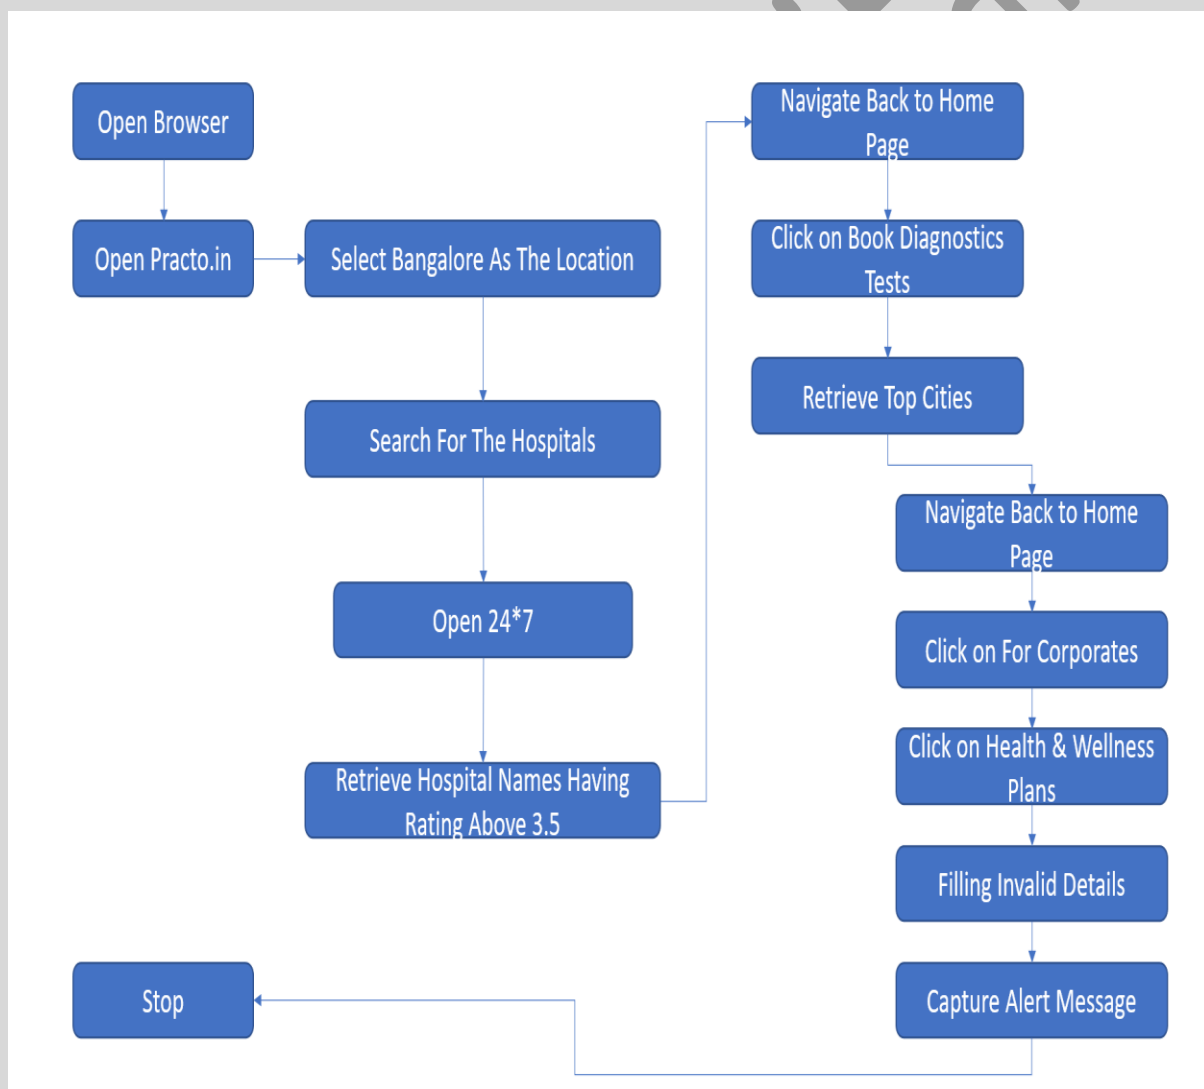 Open Browser
Open Practo.in
Select Bangalore As The Location
Search For The Hospitals
Open 24*7
Retrieve Hospital Names Having
Rating Above 3.5
Navigate Back to Home
Page
Click on Book Diagnostics
Tests
Retrieve Top Cities
Navigate Back to Home
Page
Click on For Corporates
Click on Health & Wellness
Plans
Filling Invalid Details
Capture Alert Message
Stop